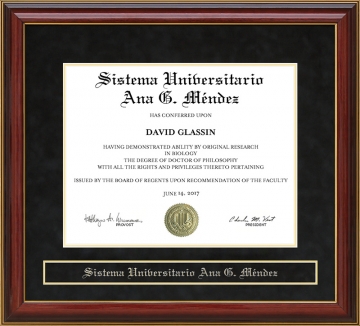 Sistema Universitario
Ana G. Méndez
HAS CONFERRED UPON
DAVID GLASSIN
HAVING DEMONSTRATED ABILITY BY ORIGINAL RESEARCH
IN BIOLOGY
THE DEGREE OF DOCTOR OF PHILOSOPHY
WITH ALL THE RIGHTS AND PRIVILEGES THERETO PERTAINING
ISSUED BY THE BOARD OF REGENTS UPON RECOMMENDATION OF THE FACULTY
JUNE 14, 2017
PROVOST
PRESIDENT
Sistema Universitario Ana G. Méndez